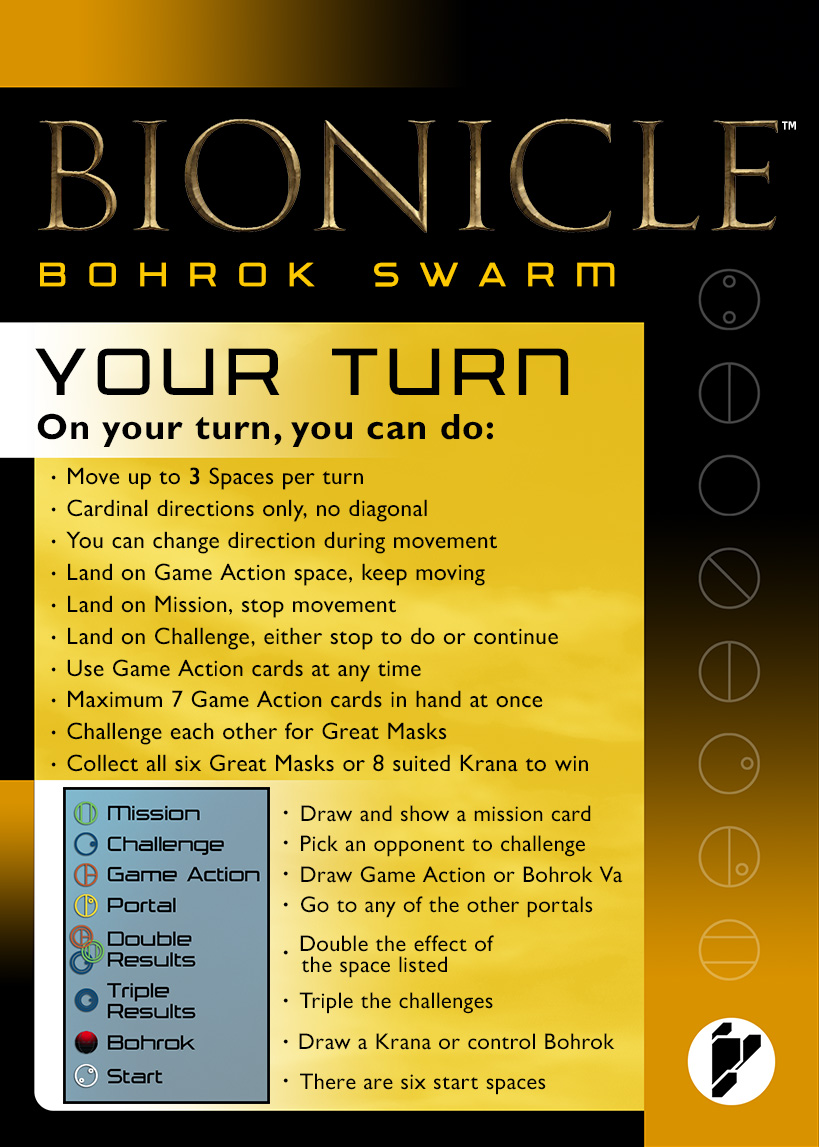 BIONICLE™
BOHROK SWARM
YOUR TURN
On your turn, you can do:
· Move up to 3 Spaces per turn
· Cardinal directions only, no diagonal
· You can change direction during movement
· Land on Game Action space, keep moving
· Land on Mission, stop movement
· Land on Challenge, either stop to do or continue
· Use Game Action cards at any time
· Maximum 7 Game Action cards in hand at once
· Challenge each other for Great Masks
· Collect all six Great Masks or 8 suited Krana to win
Mission · Draw and show a mission card
Challenge · Pick an opponent to challenge
Game Action · Draw Game Action or Bohrok Va
Portal · Go to any of the other portals
Double
Results
· Double the effect of
the space listed
Triple
Results
· Triple the challenges
Bohrok · Draw a Krana or control Bohrok
Start · There are six start spaces